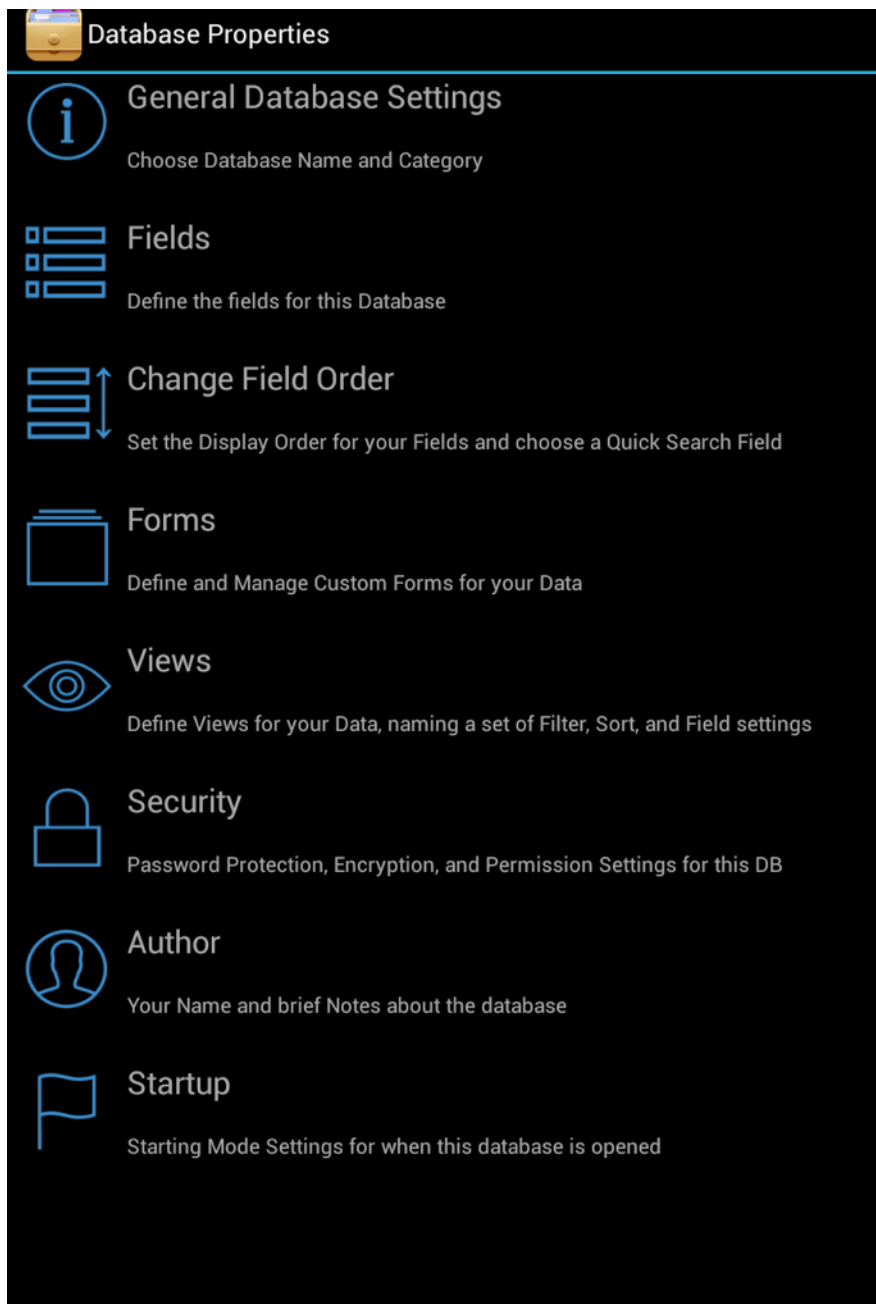 Database Properties
General Database Settings
Choose Database Name and Category
Fields
Define the fields for this Database
Change Field Order
Set the Display Order for your Fields and choose a Quick Search Field
Forms
Define and Manage Custom Forms for your Data
Views
Define Views for your Data, naming a set of Filter, Sort, and Field settings
Security
Password Protection, Encryption, and Permission Settings for this DB
Author
Your Name and brief Notes about the database
Startup
Starting Mode Settings for when this database is opened